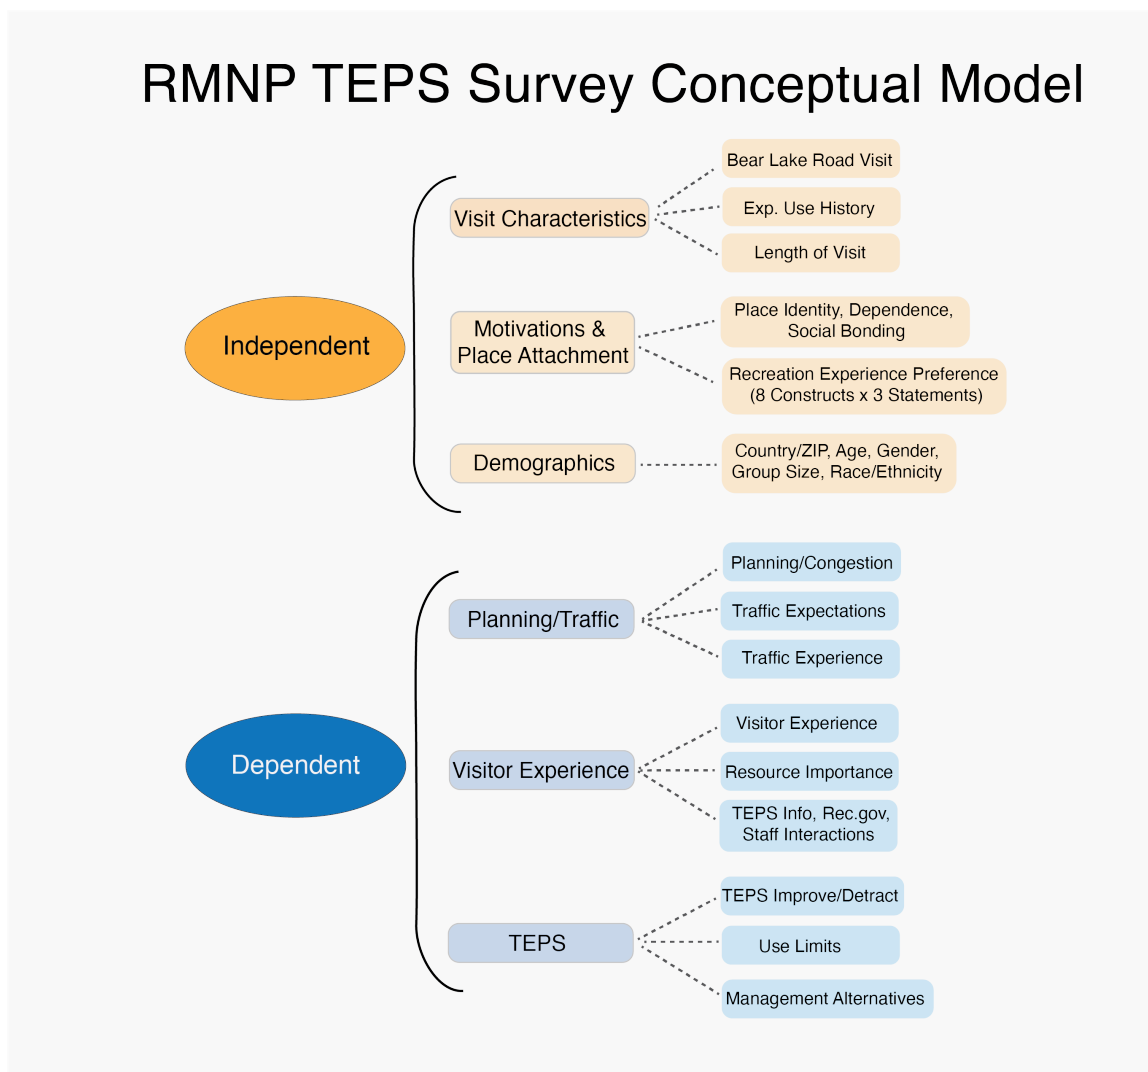 RMNP TEPS Survey Conceptual Model
Independent
Visit Characteristics
Bear Lake Road Visit
Exp. Use History
Length of Visit
Motivations &
Place Attachment
Place Identity, Dependence,
Social Bonding
Recreation Experience Preference
(8 Constructs x 3 Statements)
Demographics
Country/ZIP, Age, Gender,
Group Size, Race/Ethnicity
Dependent
Planning/Traffic
Planning/Congestion
Traffic Expectations
Traffic Experience
Visitor Experience
Visitor Experience
Resource Importance
TEPS Info, Rec.gov,
Staff Interactions
TEPS
TEPS Improve/Detract
Use Limits
Management Alternatives